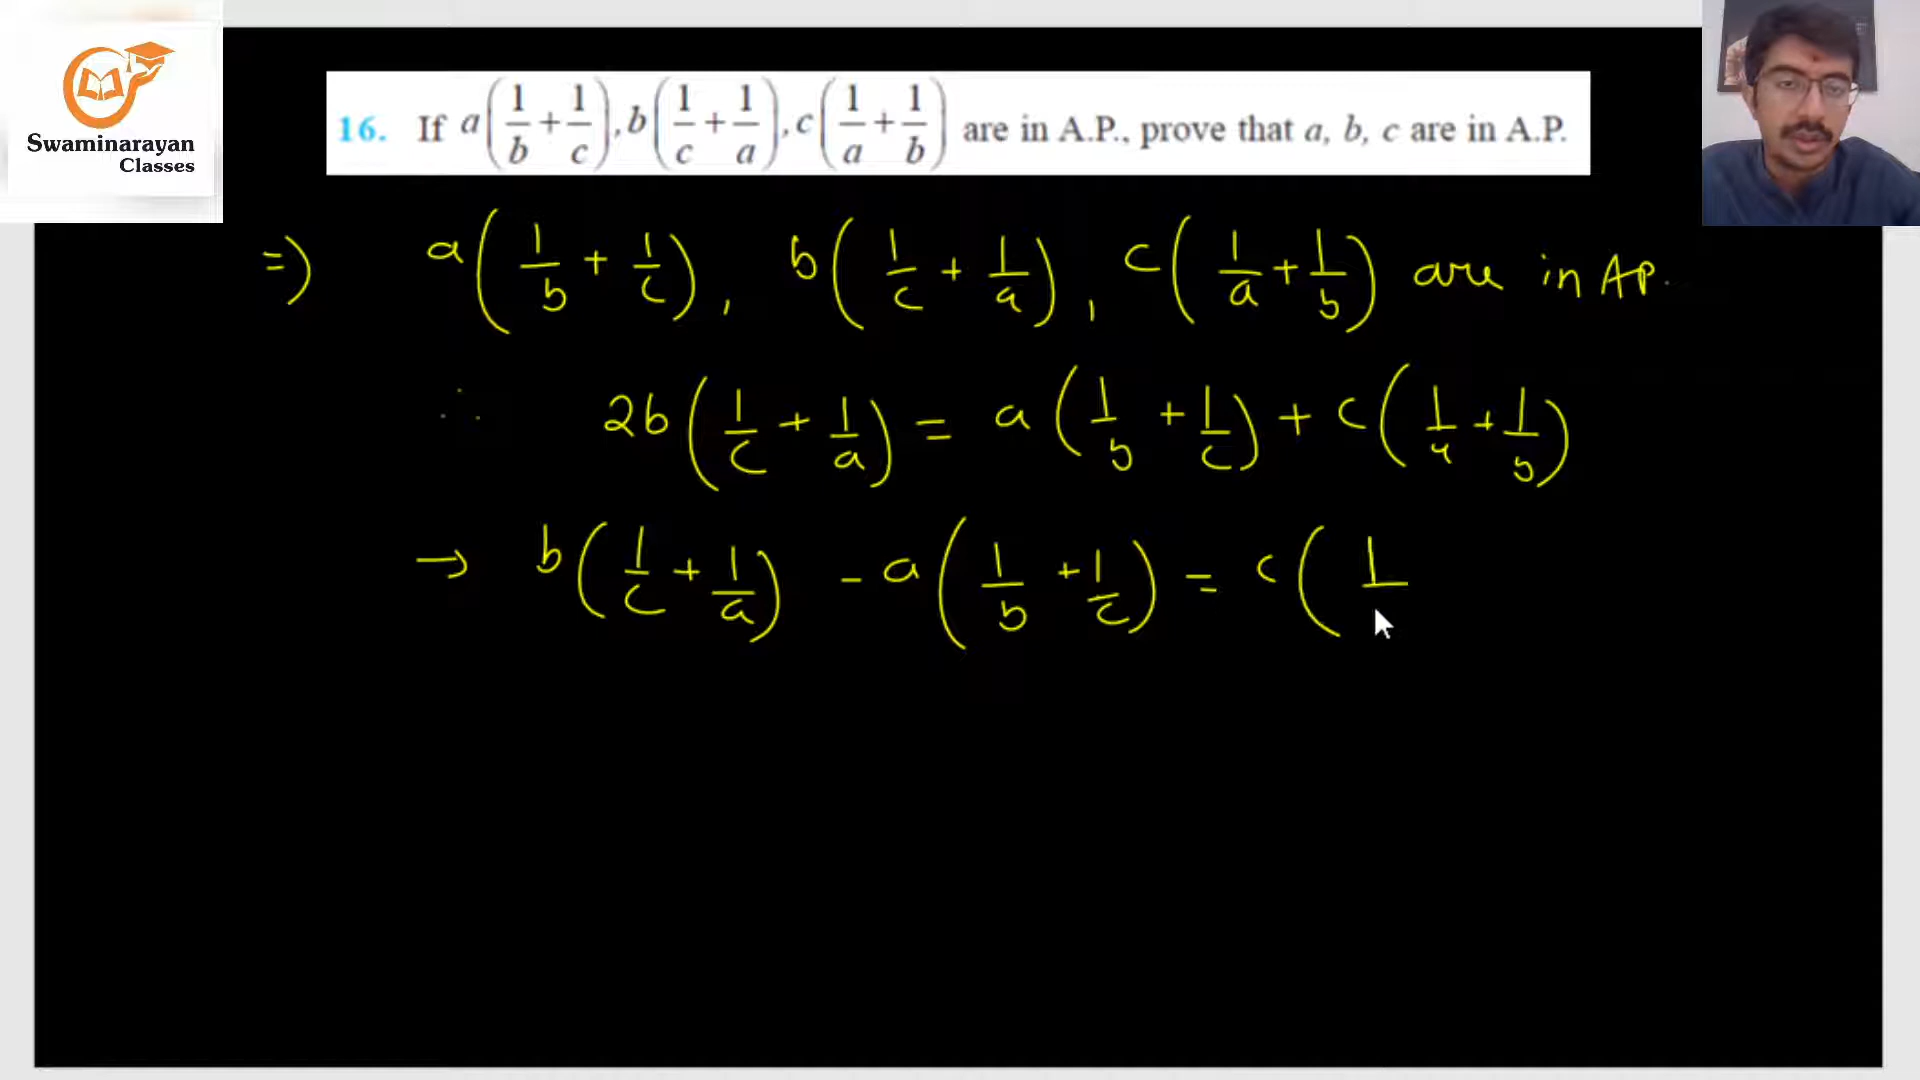 Swaminarayan
Classes
16. If a(1/b + 1/c), b(1/c + 1/a), c(1/a + 1/b) are in A.P., prove that a, b, c are in A.P.
=) a(1/b + 1/c), b(1/c + 1/a), c(1/a + 1/b) are in AP.
∴ 2b(1/c + 1/a) = a(1/b + 1/c) + c(1/a + 1/b)
→ b(1/c + 1/a) - a(1/b + 1/c) = c(1/